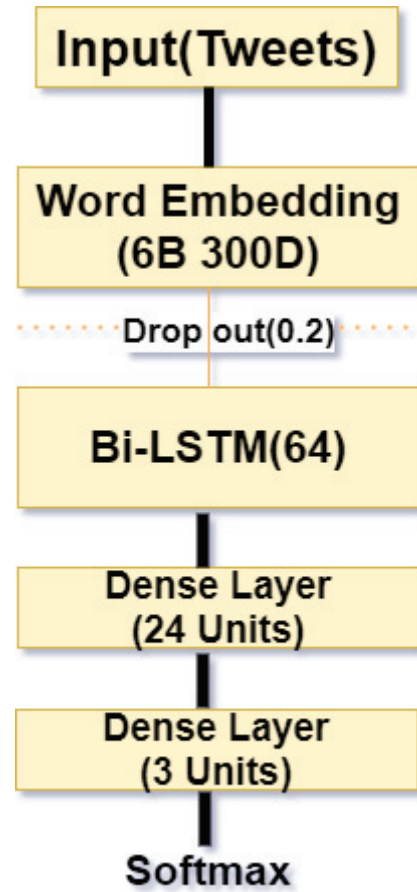 Input(Tweets)
Word Embedding
(6B 300D)
Drop out(0.2)
Bi-LSTM(64)
Dense Layer
(24 Units)
Dense Layer
(3 Units)
Softmax